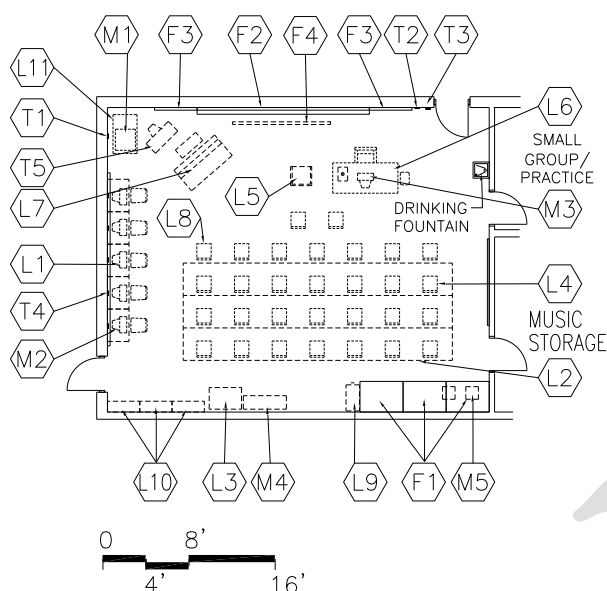 M1
F3
F2
F4
F3
T2
T3
L11
T1
T5
L7
L1
T4
M2
L8
L5
L6
SMALL
GROUP/
PRACTICE
DRINKING
FOUNTAIN
M3
L4
MUSIC
STORAGE
L2
L10
L3
M4
L9
F1
M5
0
8'
4'
16'